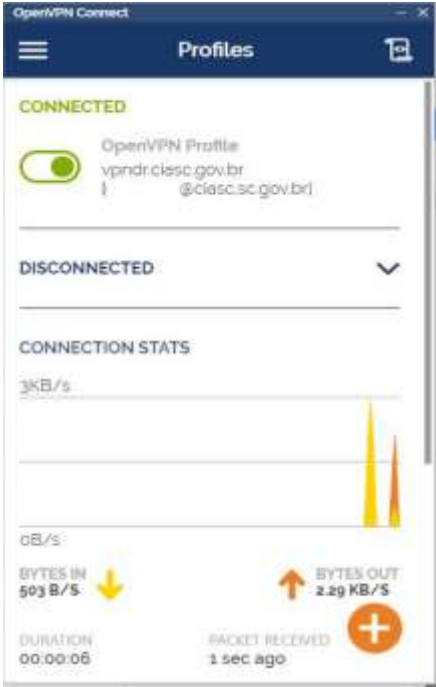 OpenVPN Connect
Profiles
CONNECTED
OpenVPN Profile
vpndr.ciasc.gov.br
[ @ciasc.sc.gov.br]
DISCONNECTED
CONNECTION STATS
3KB/s
0B/s
BYTES IN
503 B/S
BYTES OUT
2.29 KB/S
DURATION
00:00:06
PACKET RECEIVED
1 sec ago